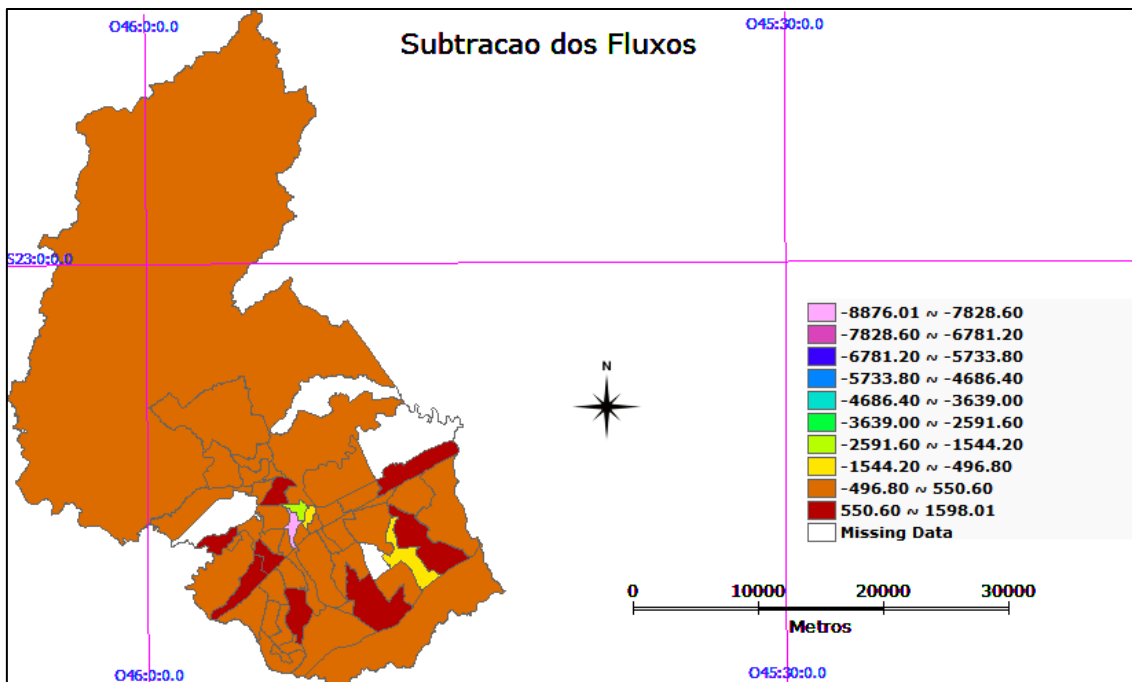 O46:0:0.0
O45:30:0.0
Subtracao dos Fluxos
S23:0:0.0
-8876.01 ~ -7828.60
-7828.60 ~ -6781.20
-6781.20 ~ -5733.80
-5733.80 ~ -4686.40
-4686.40 ~ -3639.00
-3639.00 ~ -2591.60
-2591.60 ~ -1544.20
-1544.20 ~ -496.80
-496.80 ~ 550.60
550.60 ~ 1598.01
Missing Data
N
0 10000 20000 30000
Metros
O46:0:0.0
O45:30:0.0